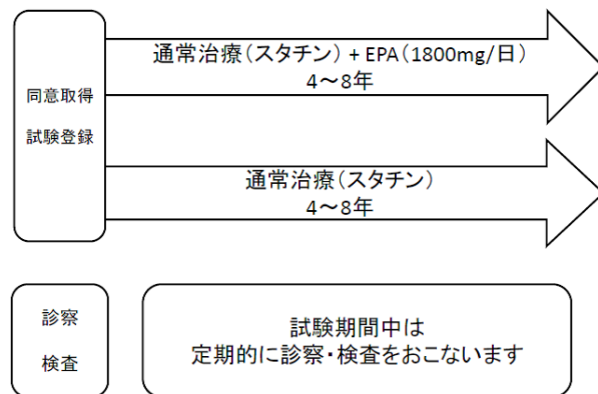 同意取得
試験登録
通常治療(スタチン) + EPA(1800mg/日)
4～8年
通常治療(スタチン)
4～8年
診察
検査
試験期間中は
定期的に診察・検査をおこないます